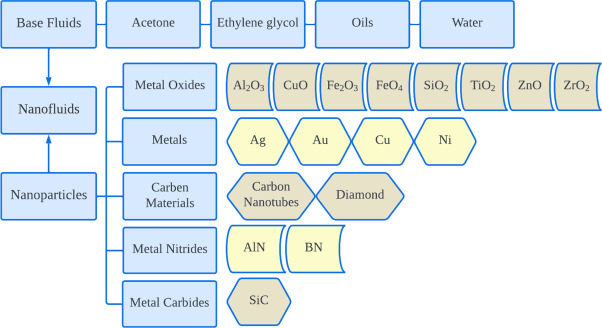 Base Fluids
Acetone
Ethylene glycol
Oils
Water
Nanofluids
Metal Oxides
Al₂O₃
CuO
Fe₂O₃
FeO₄
SiO₂
TiO₂
ZnO
ZrO₂
Metals
Ag
Au
Cu
Ni
Nanoparticles
Carben
Materials
Carbon
Nanotubes
Diamond
Metal Nitrides
AlN
BN
Metal Carbides
SiC